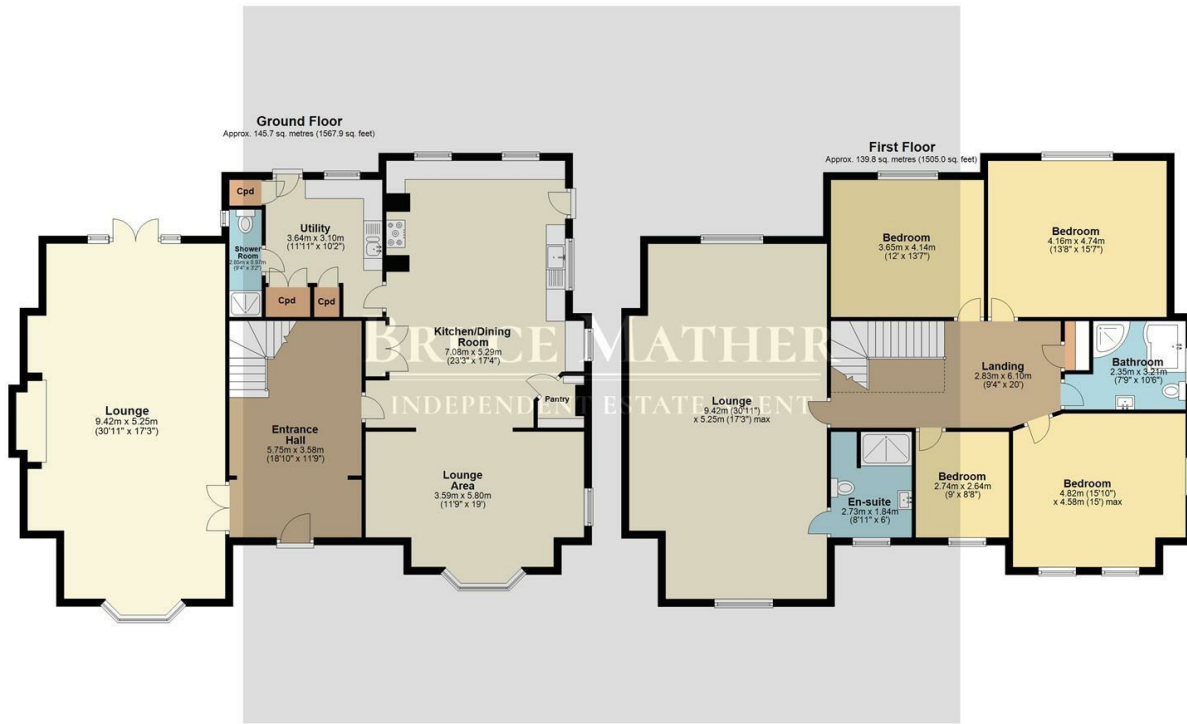 Ground Floor
Approx. 145.7 sq. metres (1567.9 sq. feet)
Cpd
Utility
3.64m x 3.10m
(11'11" x 10'2")
Shower
Room
(9'4" x 3'2")
Cpd
Cpd
Kitchen/Dining
Room
7.08m x 5.29m
(23'3" x 17'4")
Pantry
Lounge
9.42m x 5.25m
(30'11" x 17'3")
Entrance
Hall
5.75m x 3.58m
(18'10" x 11'9")
Lounge
Area
3.59m x 5.80m
(11'9" x 19')
First Floor
Approx. 139.8 sq. metres (1505.0 sq. feet)
Bedroom
3.65m x 4.14m
(12' x 13'7")
Bedroom
4.16m x 4.74m
(13'8" x 15'7")
Landing
2.83m x 6.10m
(9'4" x 20')
Bathroom
2.35m x 3.21m
(7'9" x 10'6")
Lounge
9.42m (30'11")
x 5.25m (17'3") max
En-suite
2.73m x 1.84m
(8'11" x 6')
Bedroom
2.74m x 2.64m
(9' x 8'8")
Bedroom
4.82m (15'10")
x 4.58m (15') max
MATHER
INDEPENDENT ESTATE AGENT